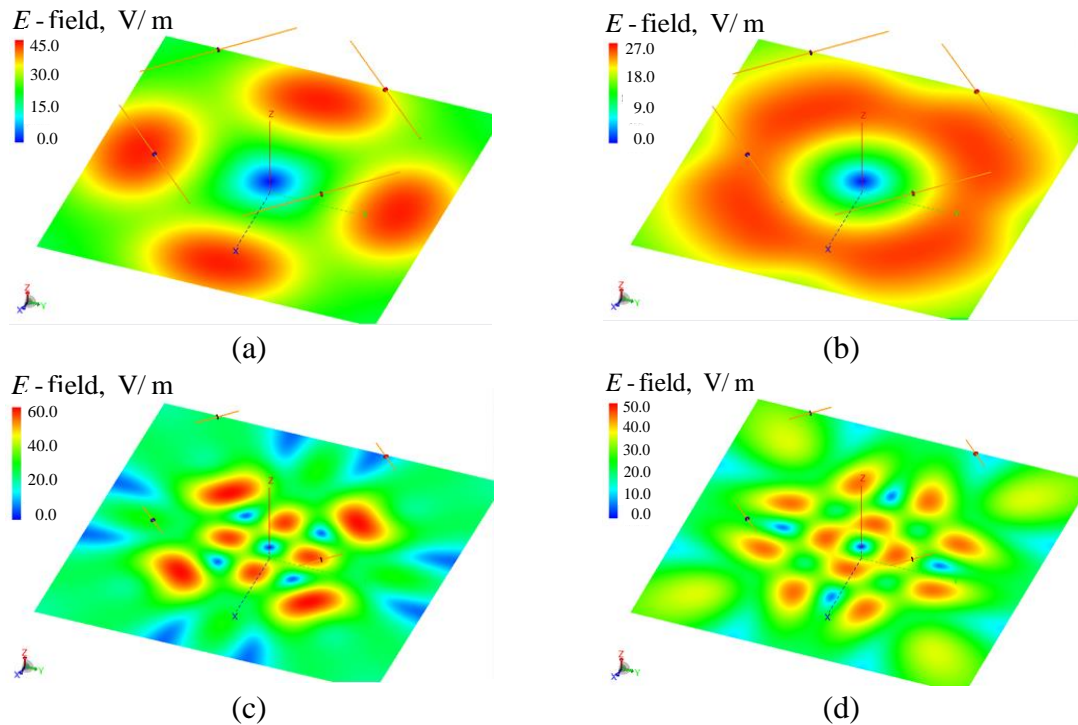 E - field, V/ m
45.0
30.0
15.0
0.0
Z
X
Z
X
Y
(a)
E - field, V/ m
27.0
18.0
9.0
0.0
Z
X
Z
X
Y
(b)
E - field, V/ m
60.0
40.0
20.0
0.0
Z
X
Z
X
Y
(c)
E - field, V/ m
50.0
40.0
30.0
20.0
10.0
0.0
Z
X
Z
X
Y
(d)